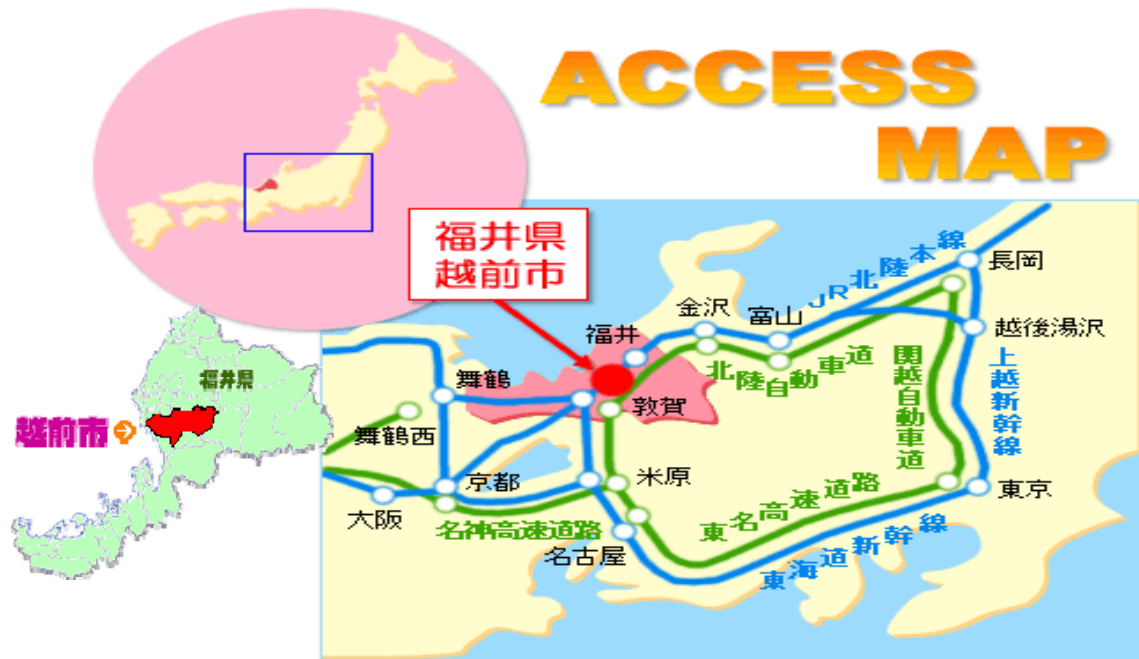 ACCESS
MAP
福井県
越前市
JR北陸本線
長岡
金沢
富山
越後湯沢
福井
北陸自動車道
関越自動車道
上越新幹線
福井県
舞鶴
敦賀
越前市
舞鶴西
京都
米原
東京
大阪
名神高速道路
東名高速道路
名古屋
東海道新幹線